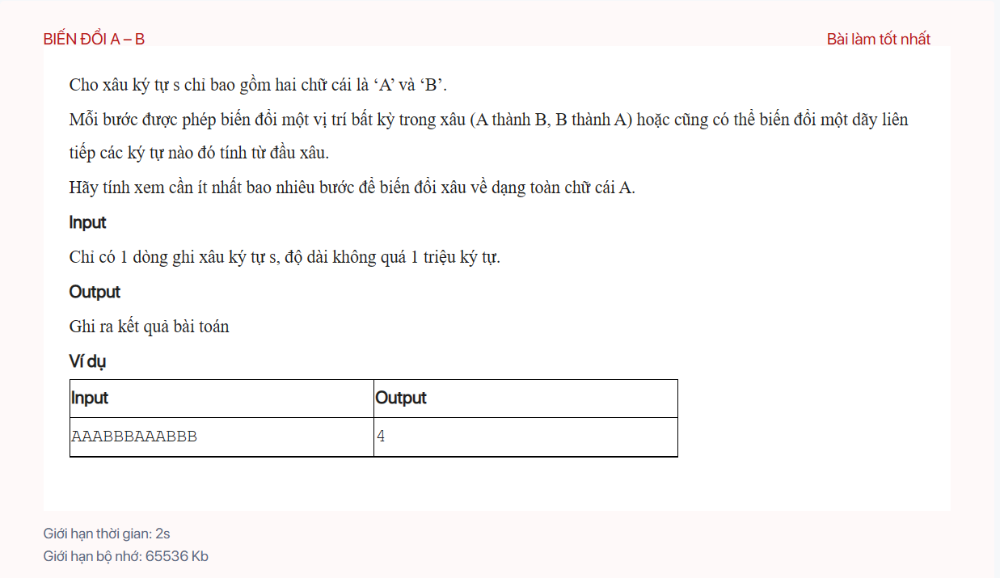 BIẾN ĐỔI A – B
Bài làm tốt nhất
Cho xâu ký tự s chỉ bao gồm hai chữ cái là ‘A’ và ‘B’.
Mỗi bước được phép biến đổi một vị trí bất kỳ trong xâu (A thành B, B thành A) hoặc cũng có thể biến đổi một dãy liên
tiếp các ký tự nào đó tính từ đầu xâu.
Hãy tính xem cần ít nhất bao nhiêu bước để biến đổi xâu về dạng toàn chữ cái A.
Input
Chỉ có 1 dòng ghi xâu ký tự s, độ dài không quá 1 triệu ký tự.
Output
Ghi ra kết quả bài toán
Ví dụ
Input Output
AAABBBAAABBB 4
Giới hạn thời gian: 2s
Giới hạn bộ nhớ: 65536 Kb